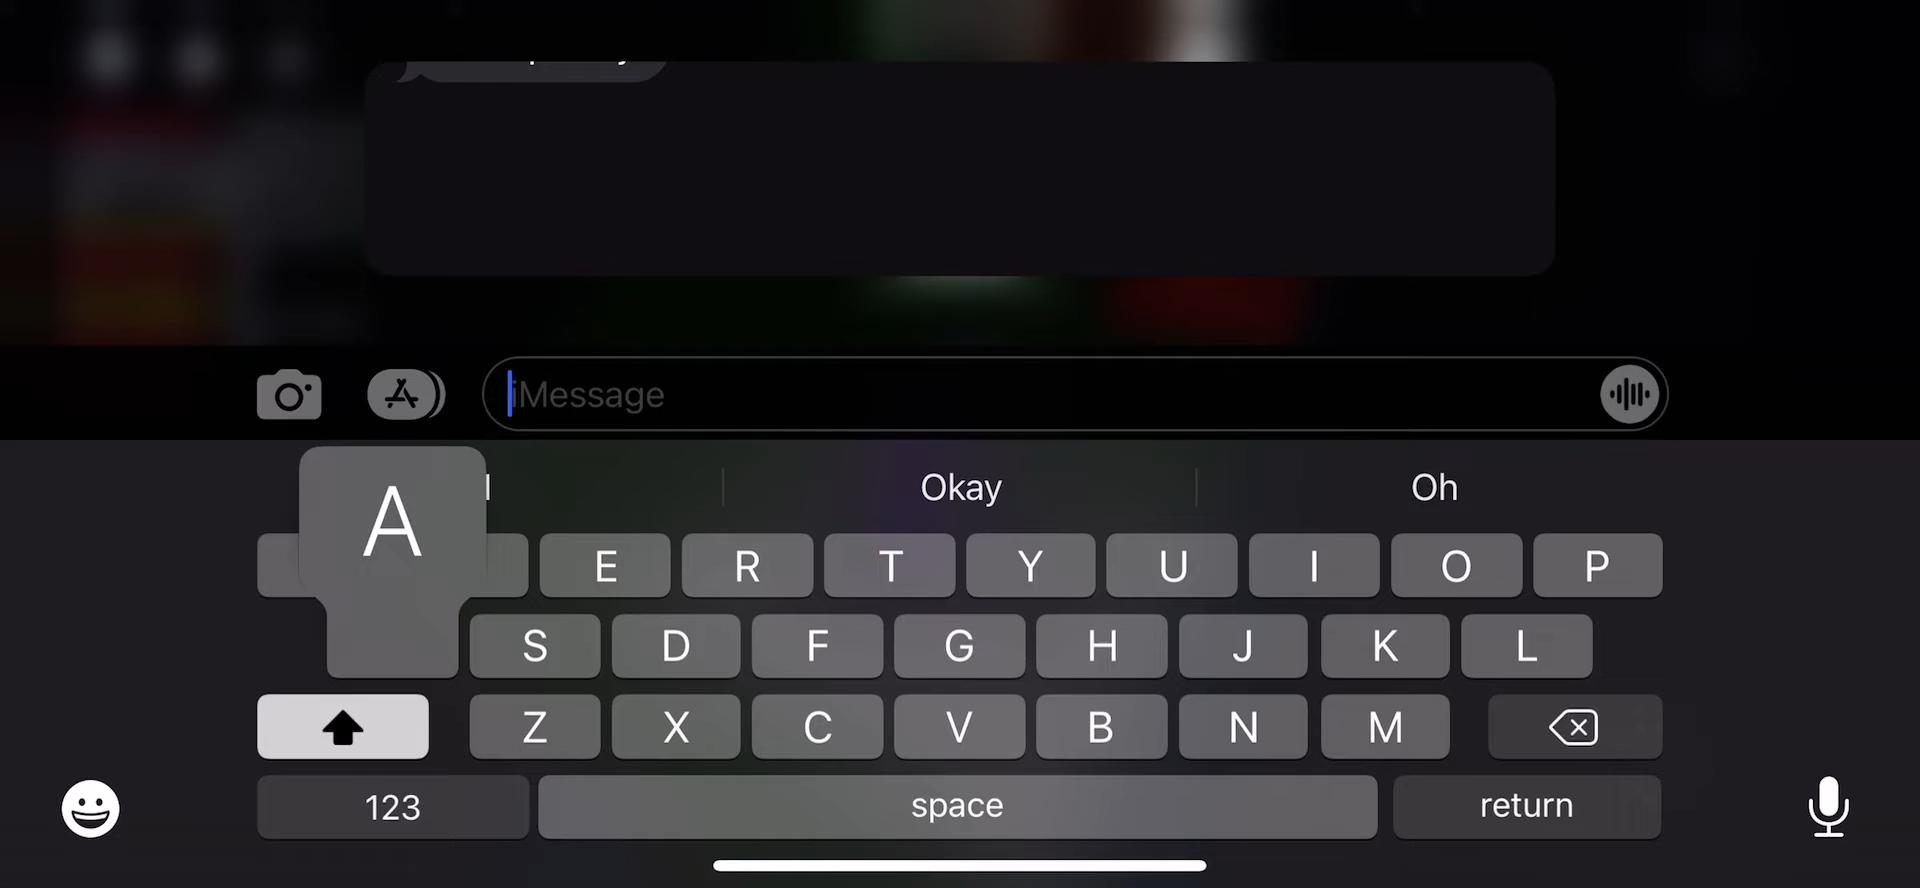 iMessage
I Okay Oh
A
E R T Y U I O P
S D F G H J K L
Z X C V B N M
123 space return